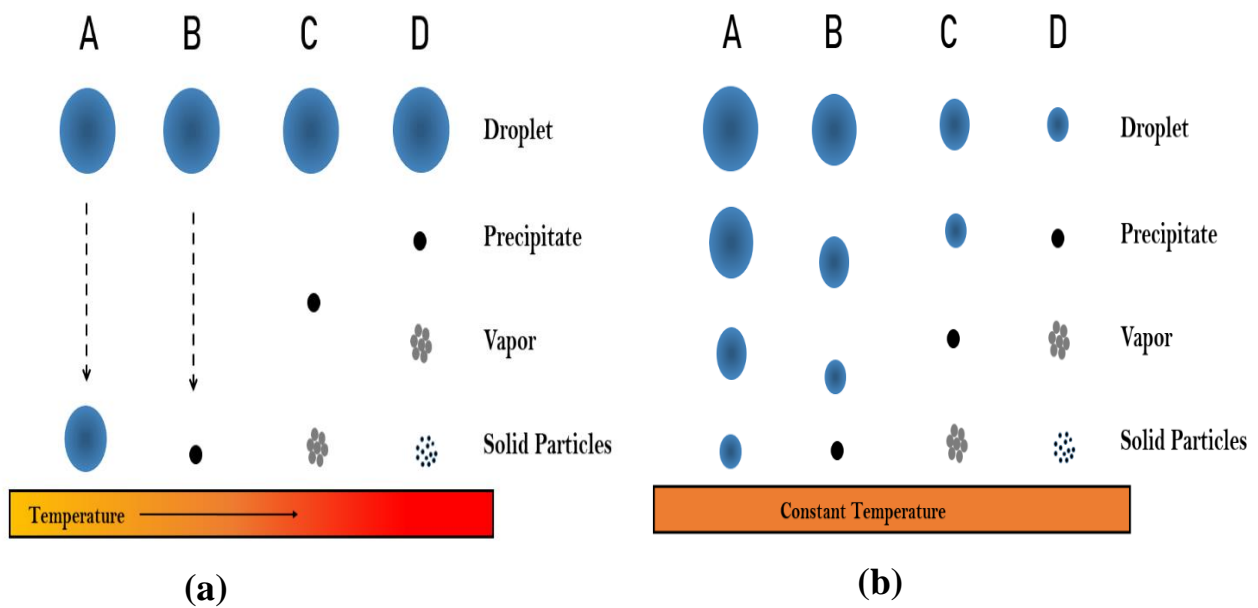 A B C D
Droplet
Precipitate
Vapor
Solid Particles
Temperature
(a)
A B C D
Droplet
Precipitate
Vapor
Solid Particles
Constant Temperature
(b)